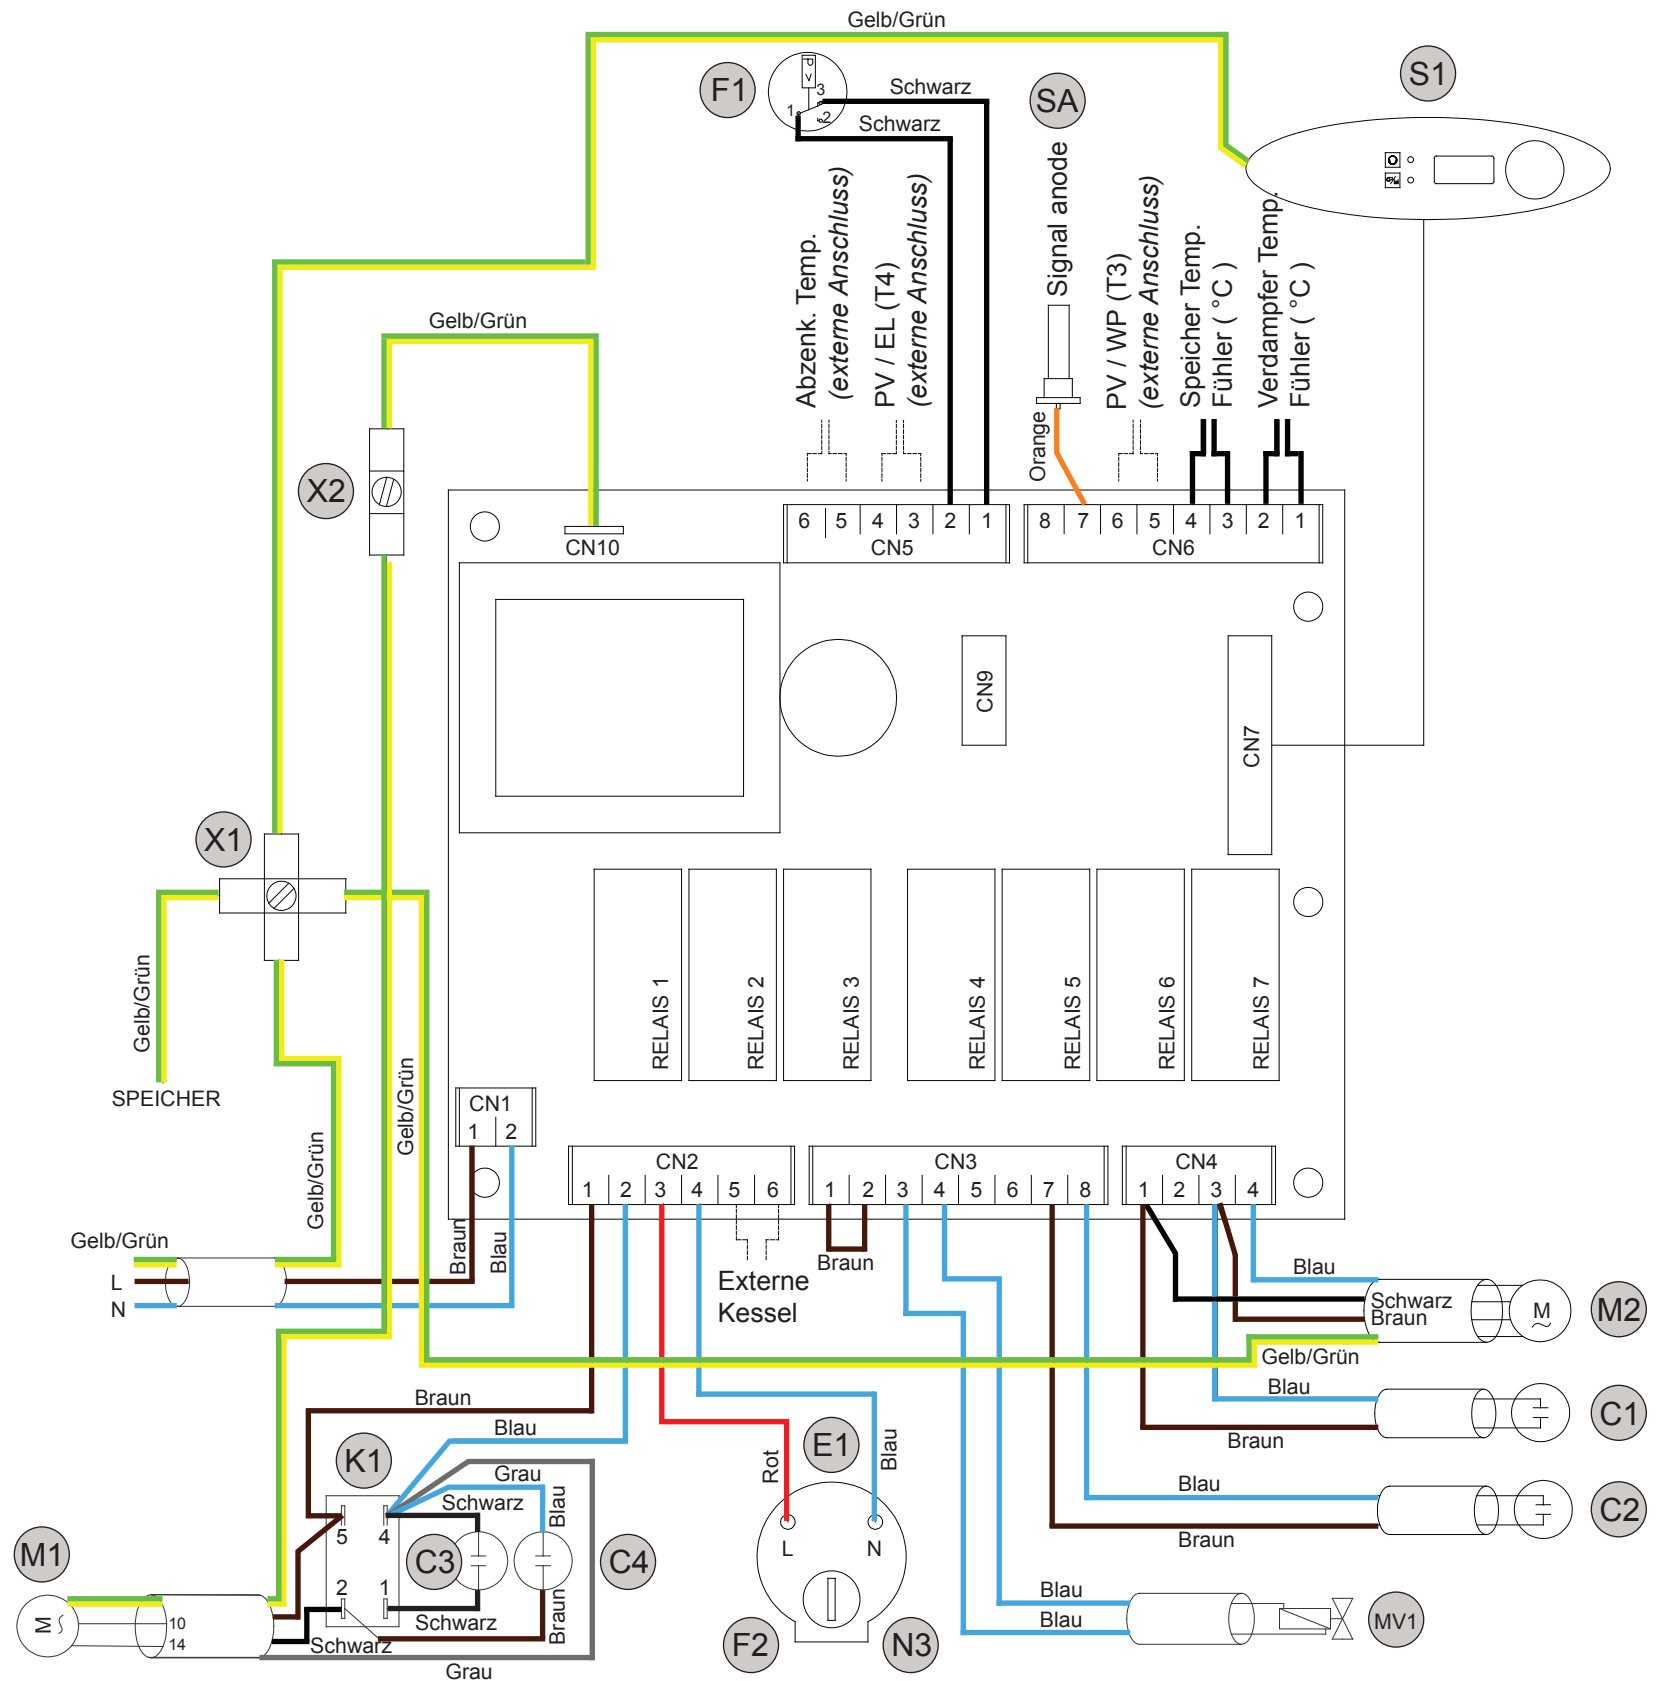 Gelb/Grün
F1
P
V
3
1
2
Schwarz
Schwarz
SA
S1
Abzenk. Temp.
(externe Anschluss)
PV / EL (T4)
(externe Anschluss)
Signal anode
Orange
PV / WP (T3)
(externe Anschluss)
Speicher Temp.
Fühler ( °C )
Verdampfer Temp.
Fühler ( °C )
Gelb/Grün
X2
CN10
6 5 4 3 2 1
CN5
8 7 6 5 4 3 2 1
CN6
CN9
CN7
X1
Gelb/Grün
SPEICHER
Gelb/Grün
Gelb/Grün
RELAIS 1
RELAIS 2
RELAIS 3
RELAIS 4
RELAIS 5
RELAIS 6
RELAIS 7
CN1
1 2
CN2
1 2 3 4 5 6
CN3
1 2 3 4 5 6 7 8
CN4
1 2 3 4
Gelb/Grün
L
N
Braun
Blau
Externe
Kessel
Braun
Blau
Schwarz
Braun
M
~
M2
Gelb/Grün
Blau
C1
Braun
Braun
Blau
K1
Grau
Schwarz
Blau
5 4
2 1
C3
C4
Schwarz
Braun
Schwarz
Grau
M1
M
~
10
14
E1
Rot
Blau
L
N
F2
N3
Blau
C2
Braun
Blau
Blau
MV1